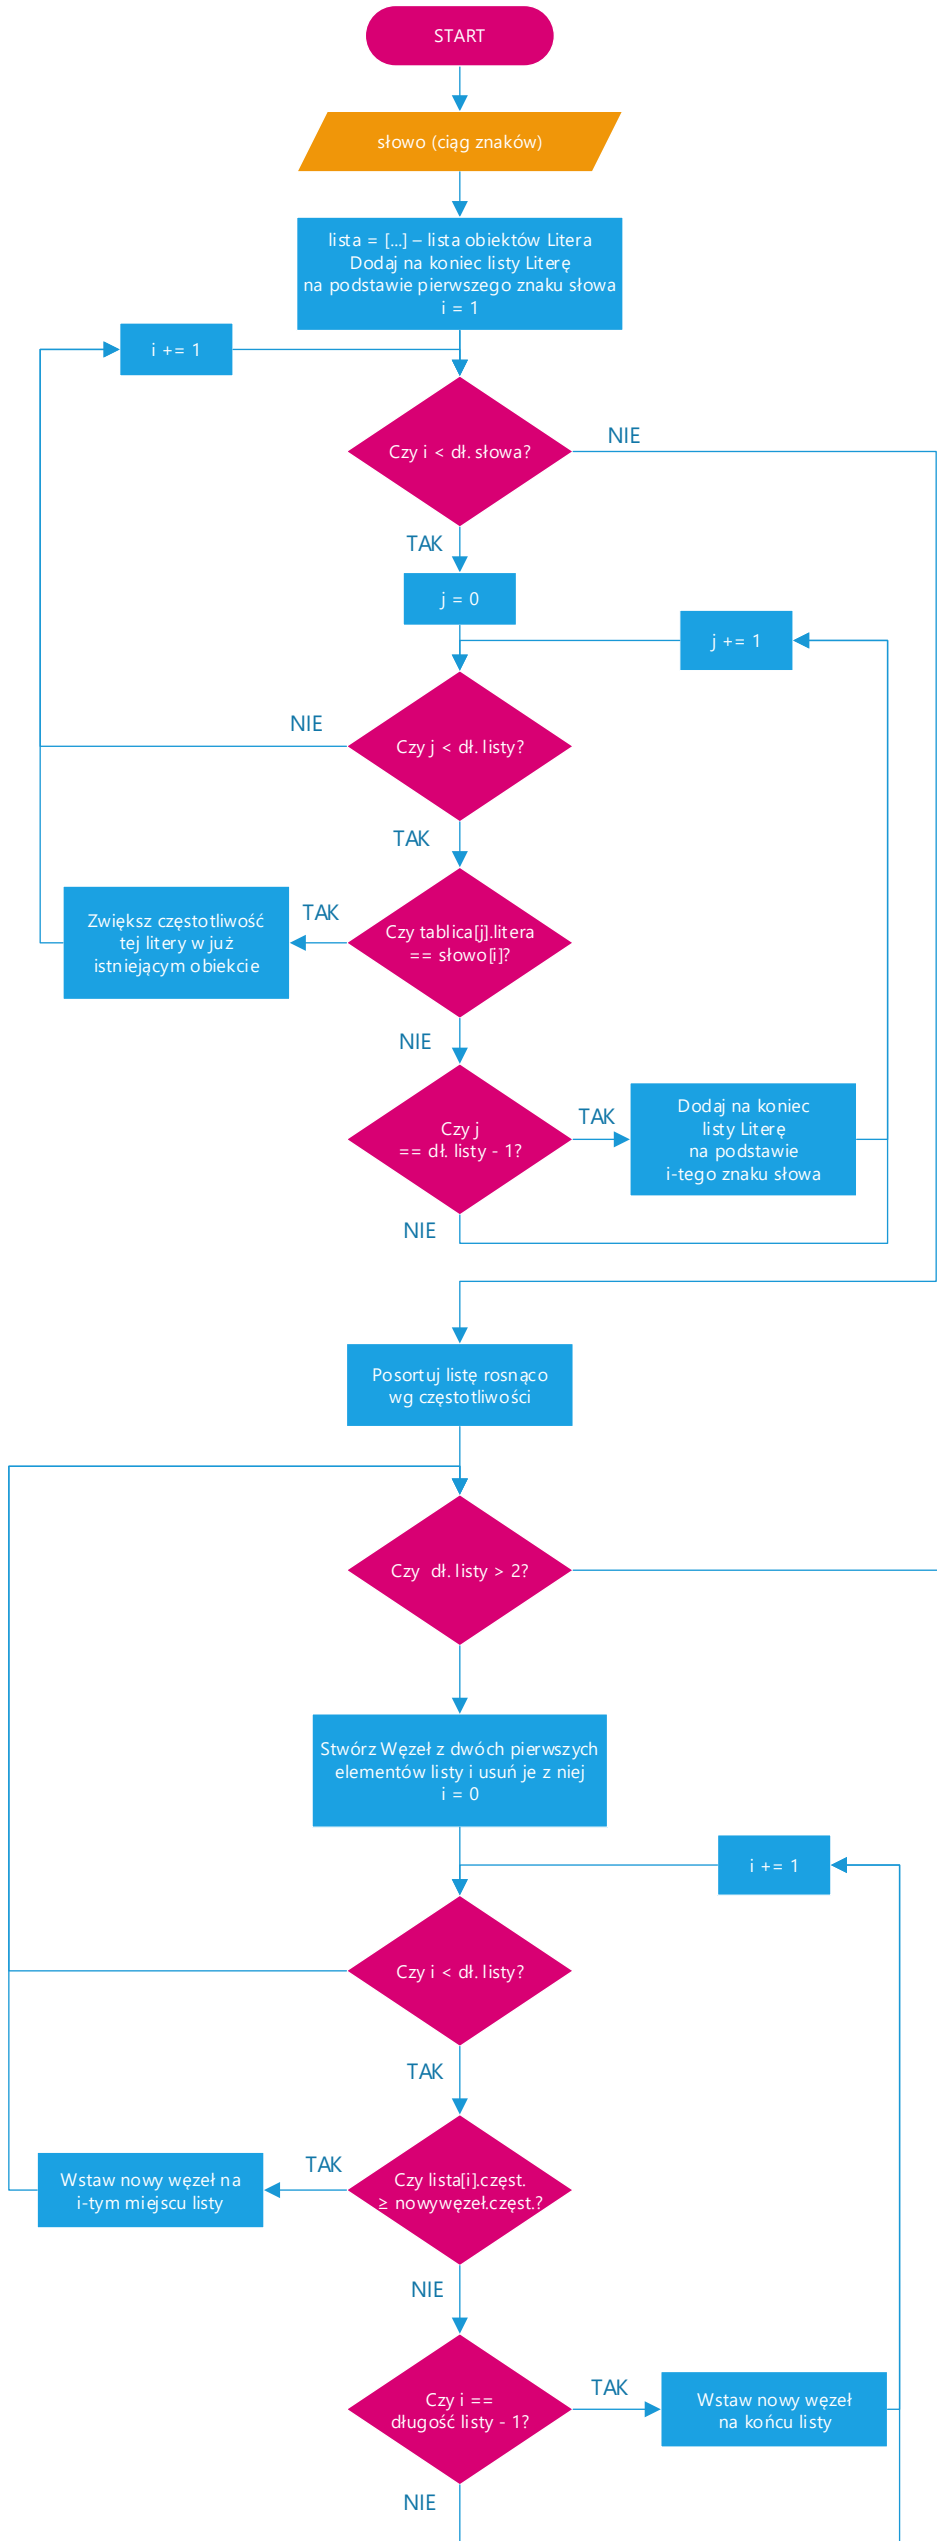 START
słowo (ciąg znaków)
lista = [...] – lista obiektów Litera
Dodaj na koniec listy Literę
na podstawie pierwszego znaku słowa
i = 1
i += 1
Czy i < dł. słowa?
NIE
TAK
j = 0
j += 1
Czy j < dł. listy?
NIE
TAK
Czy tablica[j].litera
== słowo[i]?
TAK
Zwiększ częstotliwość
tej litery w już
istniejącym obiekcie
NIE
Czy j
== dł. listy - 1?
TAK
Dodaj na koniec
listy Literę
na podstawie
i-tego znaku słowa
NIE
Posortuj listę rosnąco
wg częstotliwości
Czy dł. listy > 2?
Stwórz Węzeł z dwóch pierwszych
elementów listy i usuń je z niej
i = 0
i += 1
Czy i < dł. listy?
TAK
Czy lista[i].częst.
≥ nowywęzeł.częst.?
TAK
Wstaw nowy węzeł na
i-tym miejscu listy
NIE
Czy i ==
długość listy - 1?
TAK
Wstaw nowy węzeł
na końcu listy
NIE